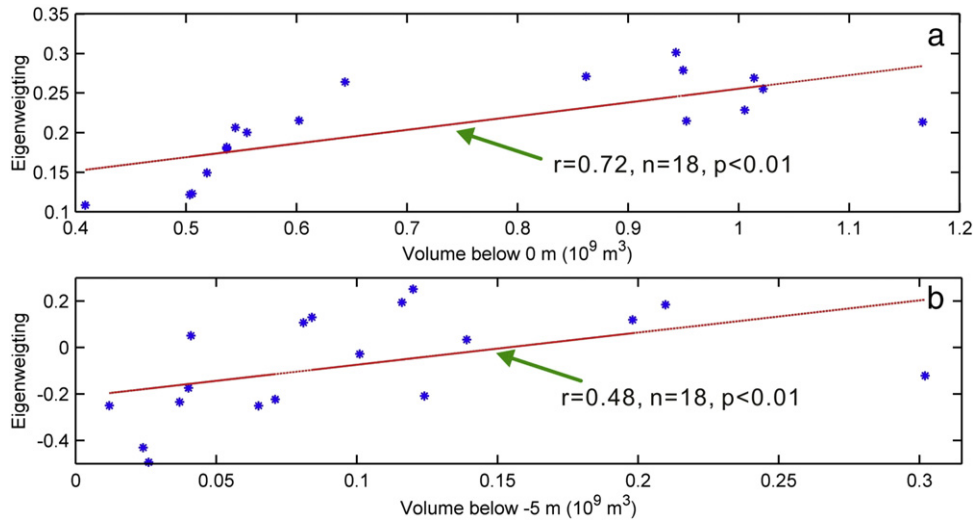 a
0.35
0.3
0.25
0.2
0.15
0.1
Eigenweigting
r=0.72, n=18, p<0.01
0.4 0.5 0.6 0.7 0.8 0.9 1 1.1 1.2
Volume below 0 m (10⁹ m³)
b
0.2
0
-0.2
-0.4
Eigenweigting
r=0.48, n=18, p<0.01
0 0.05 0.1 0.15 0.2 0.25 0.3
Volume below -5 m (10⁹ m³)